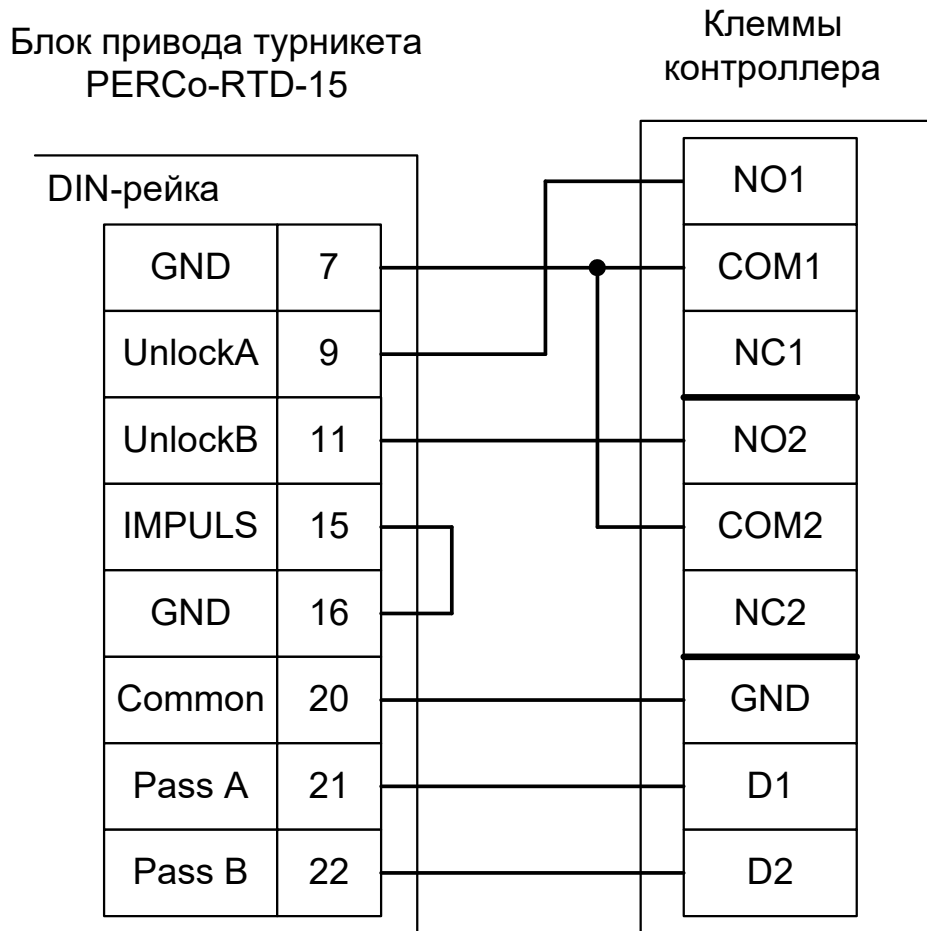 Блок привода турникета
PERCo-RTD-15
Клеммы
контроллера
DIN-рейка
GND 7
UnlockA 9
UnlockB 11
IMPULS 15
GND 16
Common 20
Pass A 21
Pass B 22
NO1
COM1
NC1
NO2
COM2
NC2
GND
D1
D2